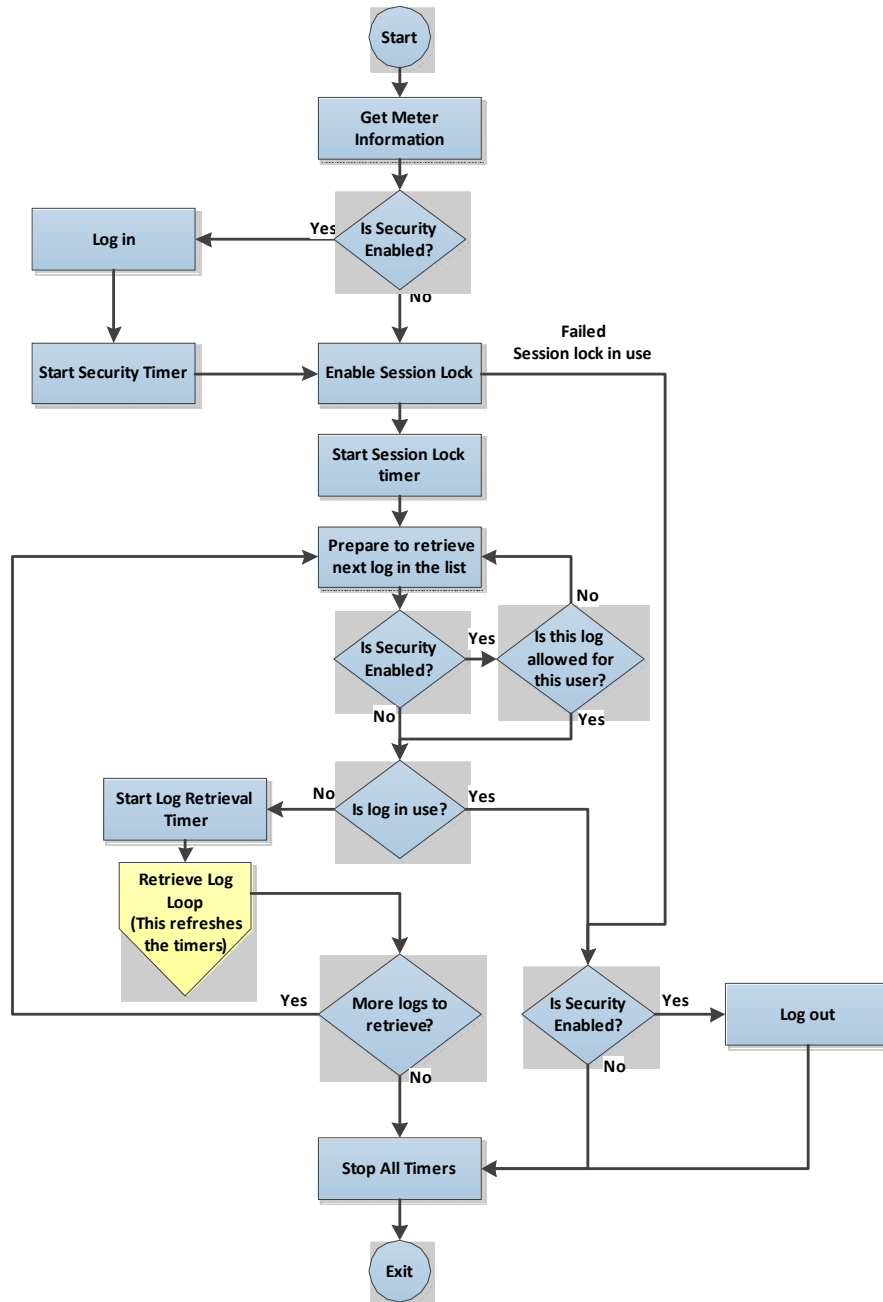 Start
Get Meter
Information
Yes
Is Security
Enabled?
Log in
No
Failed
Session lock in use
Start Security Timer
Enable Session Lock
Start Session Lock
timer
Prepare to retrieve
next log in the list
No
Is Security
Enabled?
Yes
Is this log
allowed for
this user?
No
Yes
Start Log Retrieval
Timer
No
Is log in use?
Yes
Retrieve Log
Loop
(This refreshes
the timers)
Yes
More logs to
retrieve?
Is Security
Enabled?
Yes
Log out
No
No
Stop All Timers
Exit